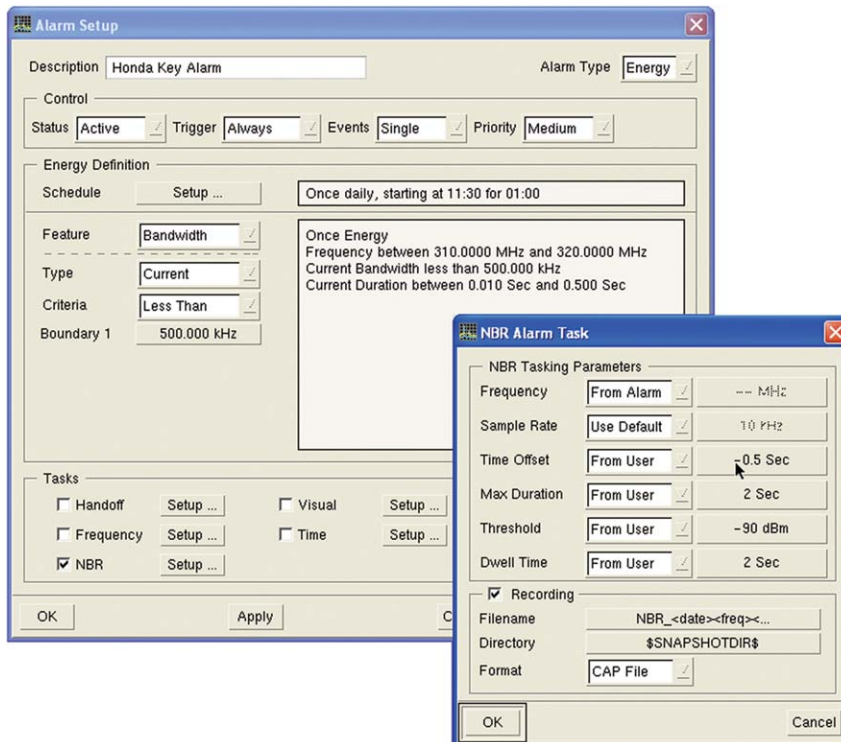 Alarm Setup
Description Honda Key Alarm Alarm Type Energy
Control
Status Active Trigger Always Events Single Priority Medium
Energy Definition
Schedule Setup ... Once daily, starting at 11:30 for 01:00
Feature Bandwidth
Type Current
Criteria Less Than
Boundary 1 500.000 kHz
Once Energy
Frequency between 310.0000 MHz and 320.0000 MHz
Current Bandwidth less than 500.000 kHz
Current Duration between 0.010 Sec and 0.500 Sec
Tasks
Handoff Setup ... Visual Setup ...
Frequency Setup ... Time Setup ...
NBR Setup ...
OK Apply C
NBR Alarm Task
NBR Tasking Parameters
Frequency From Alarm -- MHz
Sample Rate Use Default 10 kHz
Time Offset From User -0.5 Sec
Max Duration From User 2 Sec
Threshold From User -90 dBm
Dwell Time From User 2 Sec
Recording
Filename NBR_<date><freq><...
Directory $SNAPSHOTDIR$
Format CAP File
OK Cancel